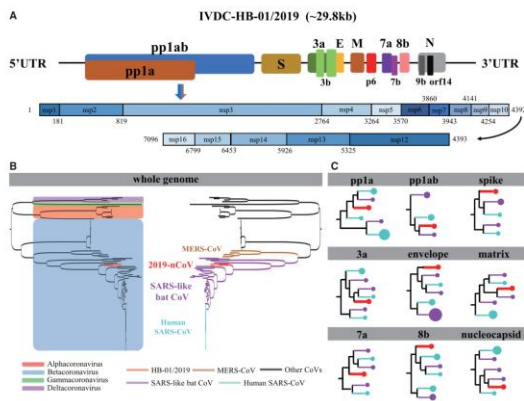 A
IVDC-HB-01/2019 (~29.8kb)
pp1ab
pp1a
S
3a
E
M
7a
8b
N
5'UTR
3'UTR
3b
p6
7b
9b orf14
3860 4141
1 nsp1 nsp2 nsp3 nsp4 nsp5 nsp6 nsp7 nsp8 nsp9 nsp10 4392
181 819 2764 3264 3570 3943 4254
7096 nsp16 nsp15 nsp14 nsp13 nsp12 4393
6799 6453 5926 5325
B
whole genome
MERS-CoV
2019-nCoV
SARS-like
bat CoV
Human
SARS-CoV
Alphacoronavirus
Betacoronavirus
Gammacoronavirus
Deltacoronavirus
HB-01/2019 MERS-CoV Other CoVs
SARS-like bat CoV Human SARS-CoV
C
pp1a pp1ab spike
3a envelope matrix
7a 8b nucleocapsid